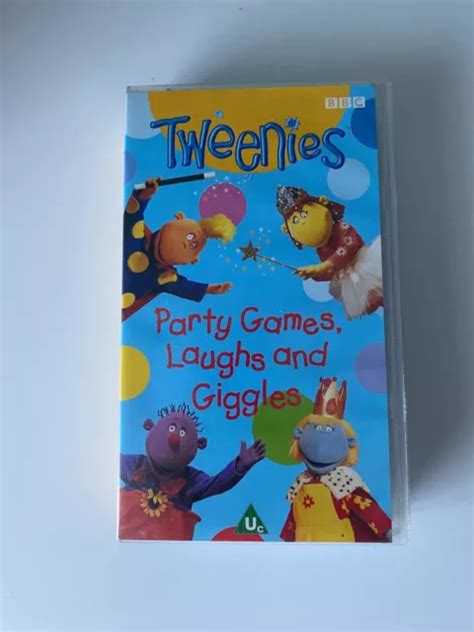 BBC
Tweenies
Party Games,
Laughs and
Giggles
Uc